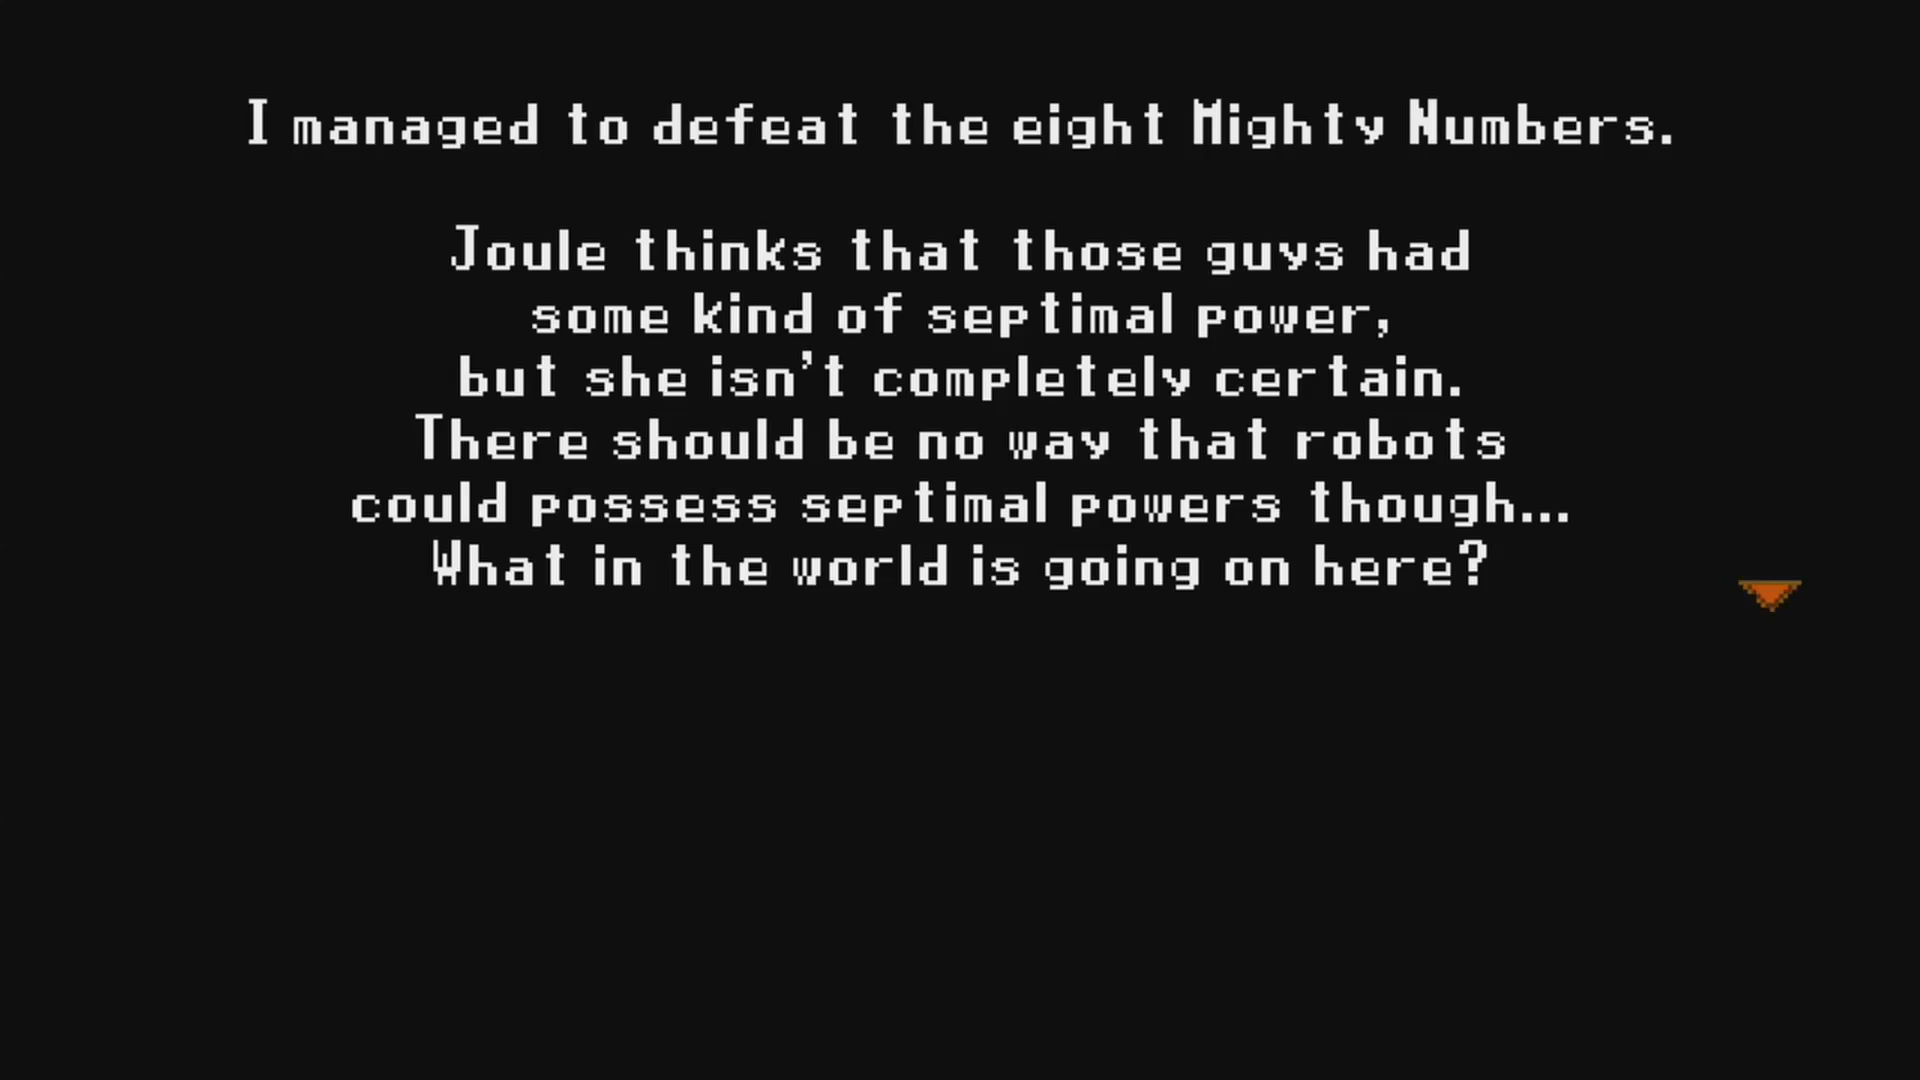 I managed to defeat the eight Mighty Numbers.
Joule thinks that those guys had
some kind of septimal power,
but she isn't completely certain.
There should be no way that robots
could possess septimal powers though...
What in the world is going on here?